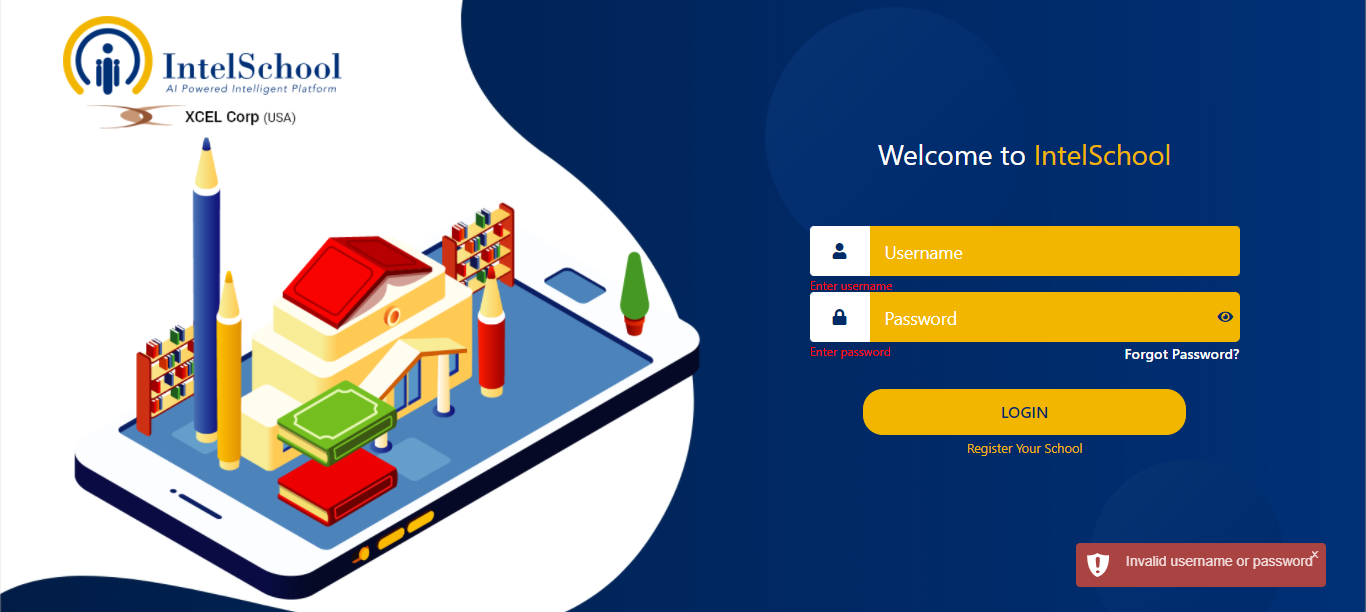 IntelSchool
AI Powered Intelligent Platform
XCEL Corp (USA)
Welcome to IntelSchool
Username
Enter username
Password
Enter password
Forgot Password?
LOGIN
Register Your School
Invalid username or password
x